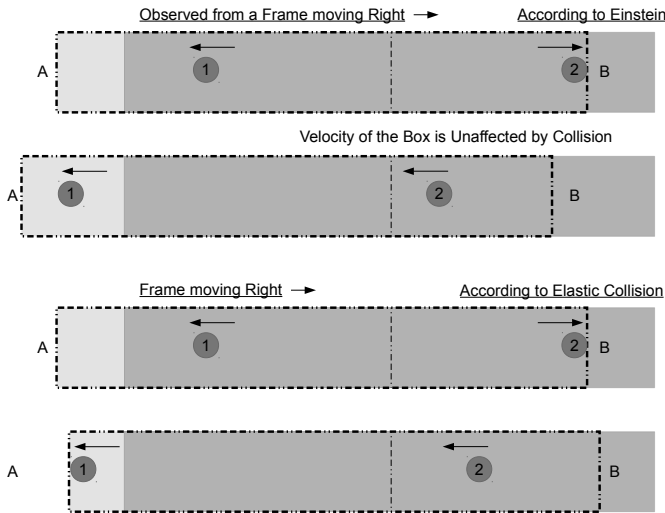 Observed from a Frame moving Right According to Einstein
A 1 2 B
Velocity of the Box is Unaffected by Collision
A 1 2 B
Frame moving Right According to Elastic Collision
A 1 2 B
A 1 2 B